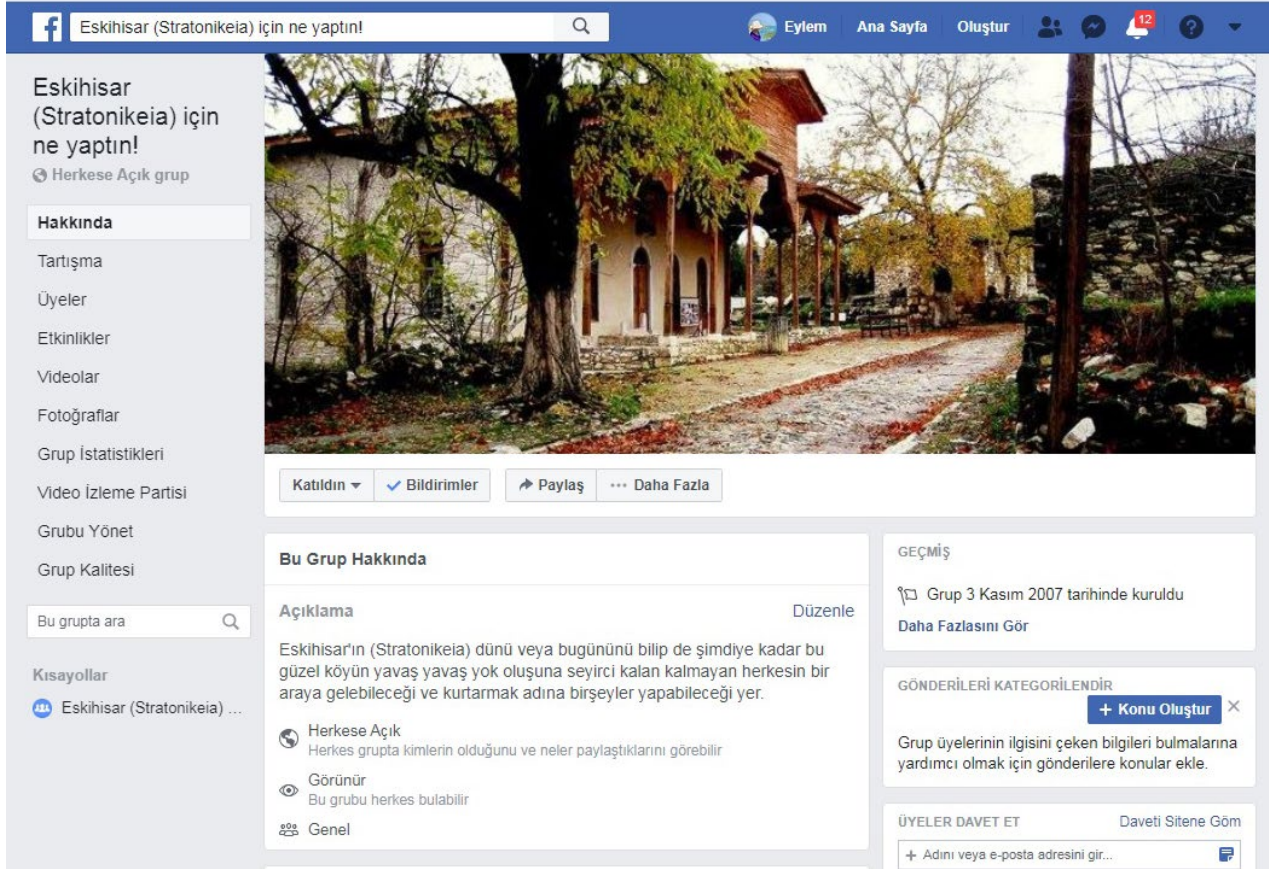 Eskihisar (Stratonikeia) için ne yaptın!
Eylem
Ana Sayfa
Oluştur
12
Eskihisar
(Stratonikeia) için
ne yaptın!
Herkese Açık grup
Hakkında
Tartışma
Üyeler
Etkinlikler
Videolar
Fotoğraflar
Grup İstatistikleri
Video İzleme Partisi
Grubu Yönet
Grup Kalitesi
Bu grupta ara
Kısayollar
Eskihisar (Stratonikeia) ...
Katıldın
Bildirimler
Paylaş
Daha Fazla
Bu Grup Hakkında
Açıklama
Düzenle
Eskihisar'ın (Stratonikeia) dünü veya bugününü bilip de şimdiye kadar bu
güzel köyün yavaş yavaş yok oluşuna seyirci kalan kalmayan herkesin bir
araya gelebileceği ve kurtarmak adına birşeyler yapabileceği yer.
Herkese Açık
Herkes grupta kimlerin olduğunu ve neler paylaştıklarını görebilir
Görünür
Bu grubu herkes bulabilir
Genel
GEÇMİŞ
Grup 3 Kasım 2007 tarihinde kuruldu
Daha Fazlasını Gör
GÖNDERİLERİ KATEGORİLENDİR
+ Konu Oluştur
Grup üyelerinin ilgisini çeken bilgileri bulmalarına
yardımcı olmak için gönderilere konular ekle.
ÜYELER DAVET ET
Daveti Sitene Göm
+ Adını veya e-posta adresini gir...